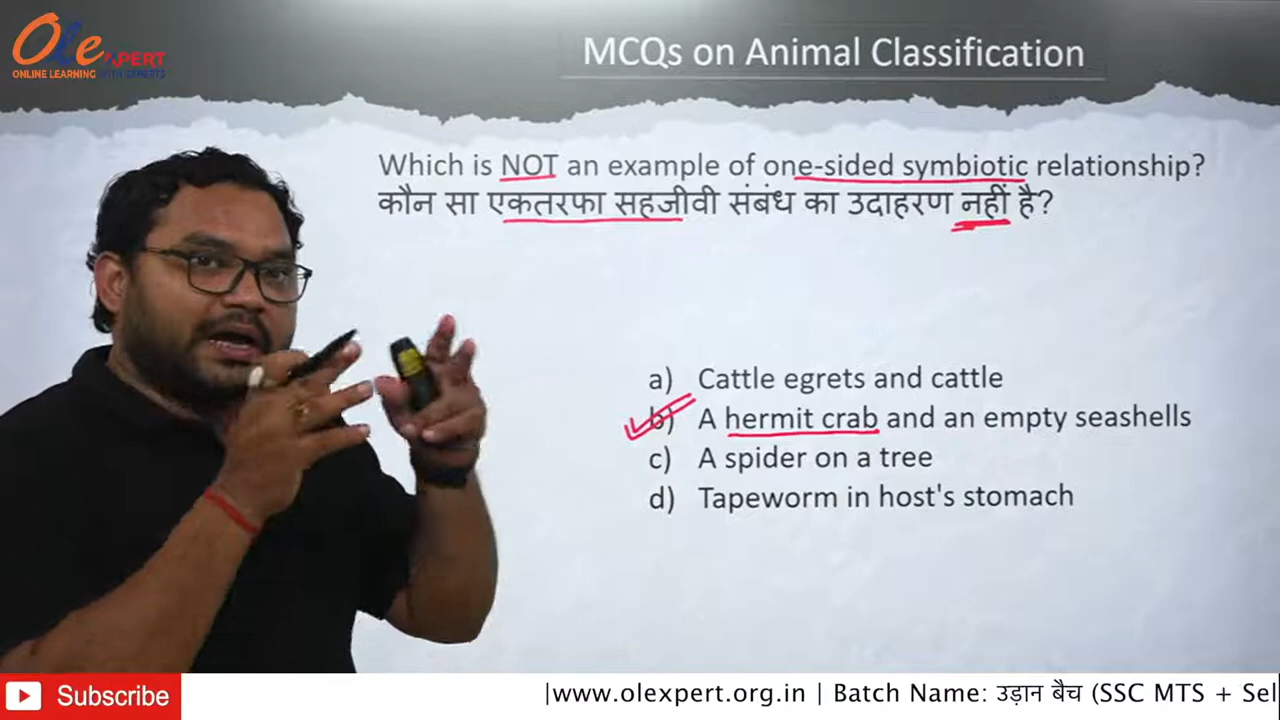 Ole XPERT
ONLINE LEARNING WITH EXPERTS
MCQs on Animal Classification
Which is NOT an example of one-sided symbiotic relationship?
कौन सा एकतरफा सहजीवी संबंध का उदाहरण नहीं है?
a) Cattle egrets and cattle
b) A hermit crab and an empty seashells
c) A spider on a tree
d) Tapeworm in host's stomach
Subscribe
|www.olexpert.org.in | Batch Name: उड़ान बैच (SSC MTS + Sel